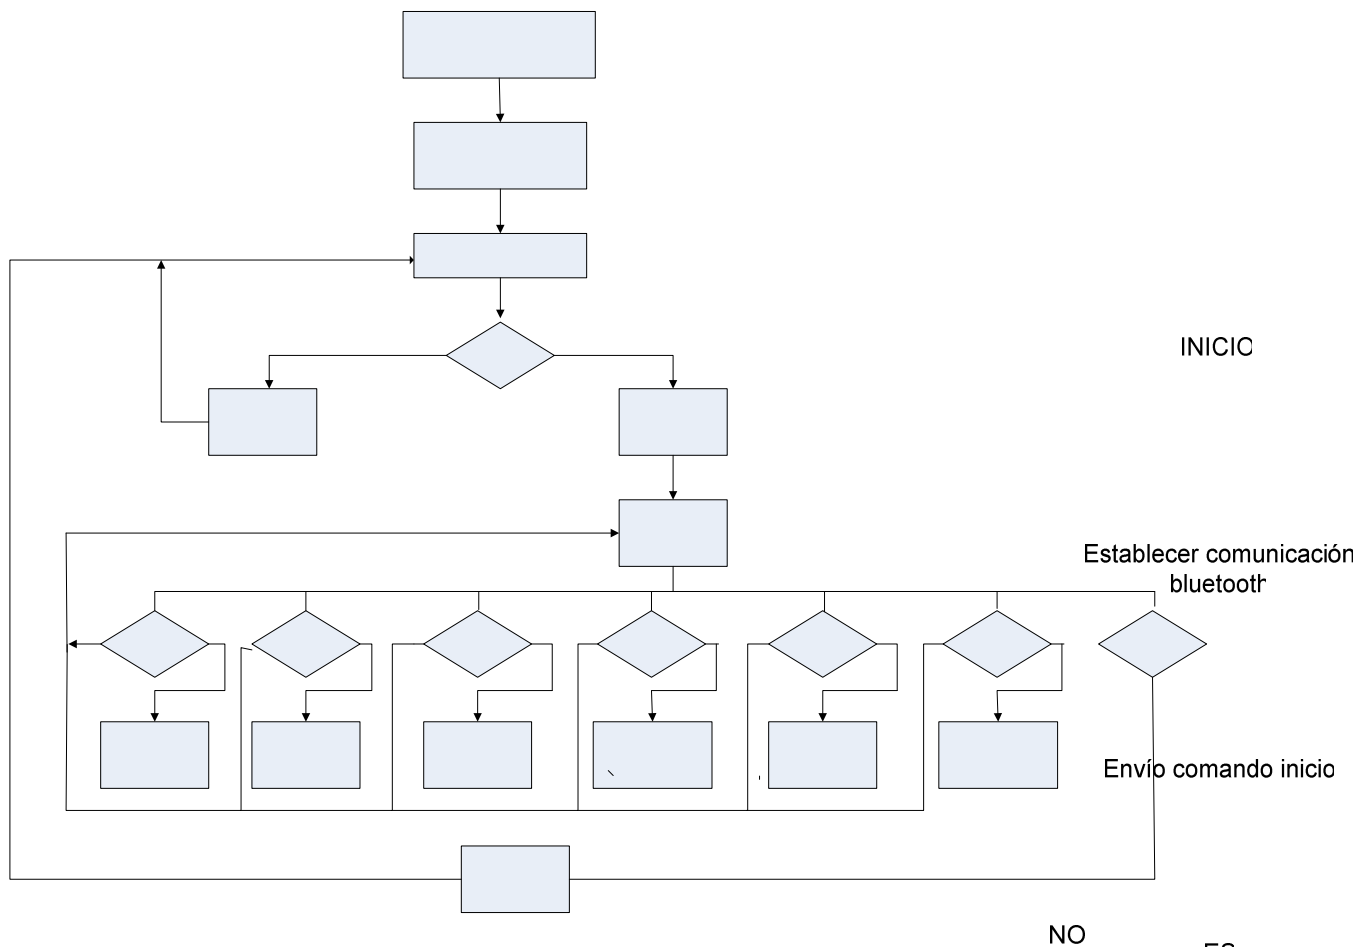 INICIO
Establecer comunicación
bluetooth
Envío comando inicio
NO